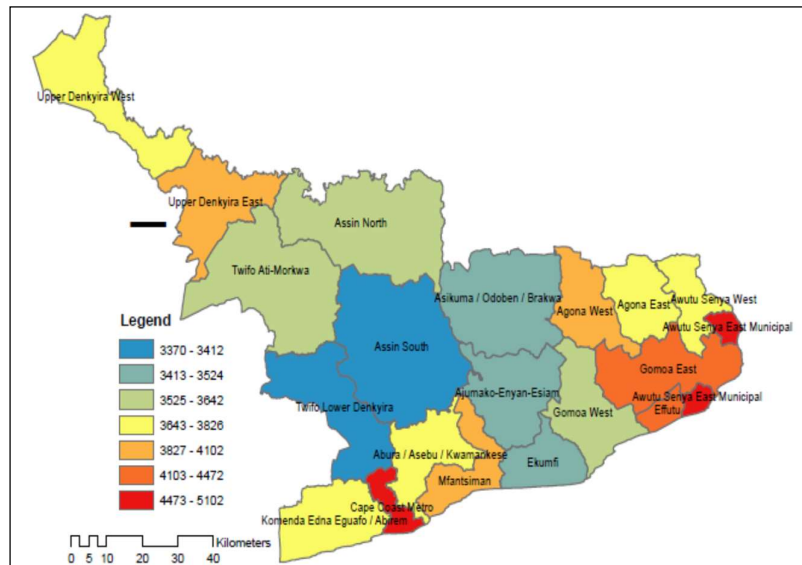 Upper Denkyira West
Upper Denkyira East
Assin North
Twifo Ati-Morkwa
Asikuma / Odoben / Brakwa
Agona West
Agona East
Awutu Senya West
Awutu Senya East Municipal
Assin South
Gomoa East
Ajumako-Enyan-Esiam
Awutu Senya East Municipal
Effutu
Twifo Lower Denkyira
Gomoa West
Abura / Asebu / Kwamankese
Ekumfi
Mfantsiman
Cape Coast Metro
Komenda Edna Eguafo / Abirem
Legend
3370 - 3412
3413 - 3524
3525 - 3642
3643 - 3826
3827 - 4102
4103 - 4472
4473 - 5102
Kilometers
0 5 10 20 30 40